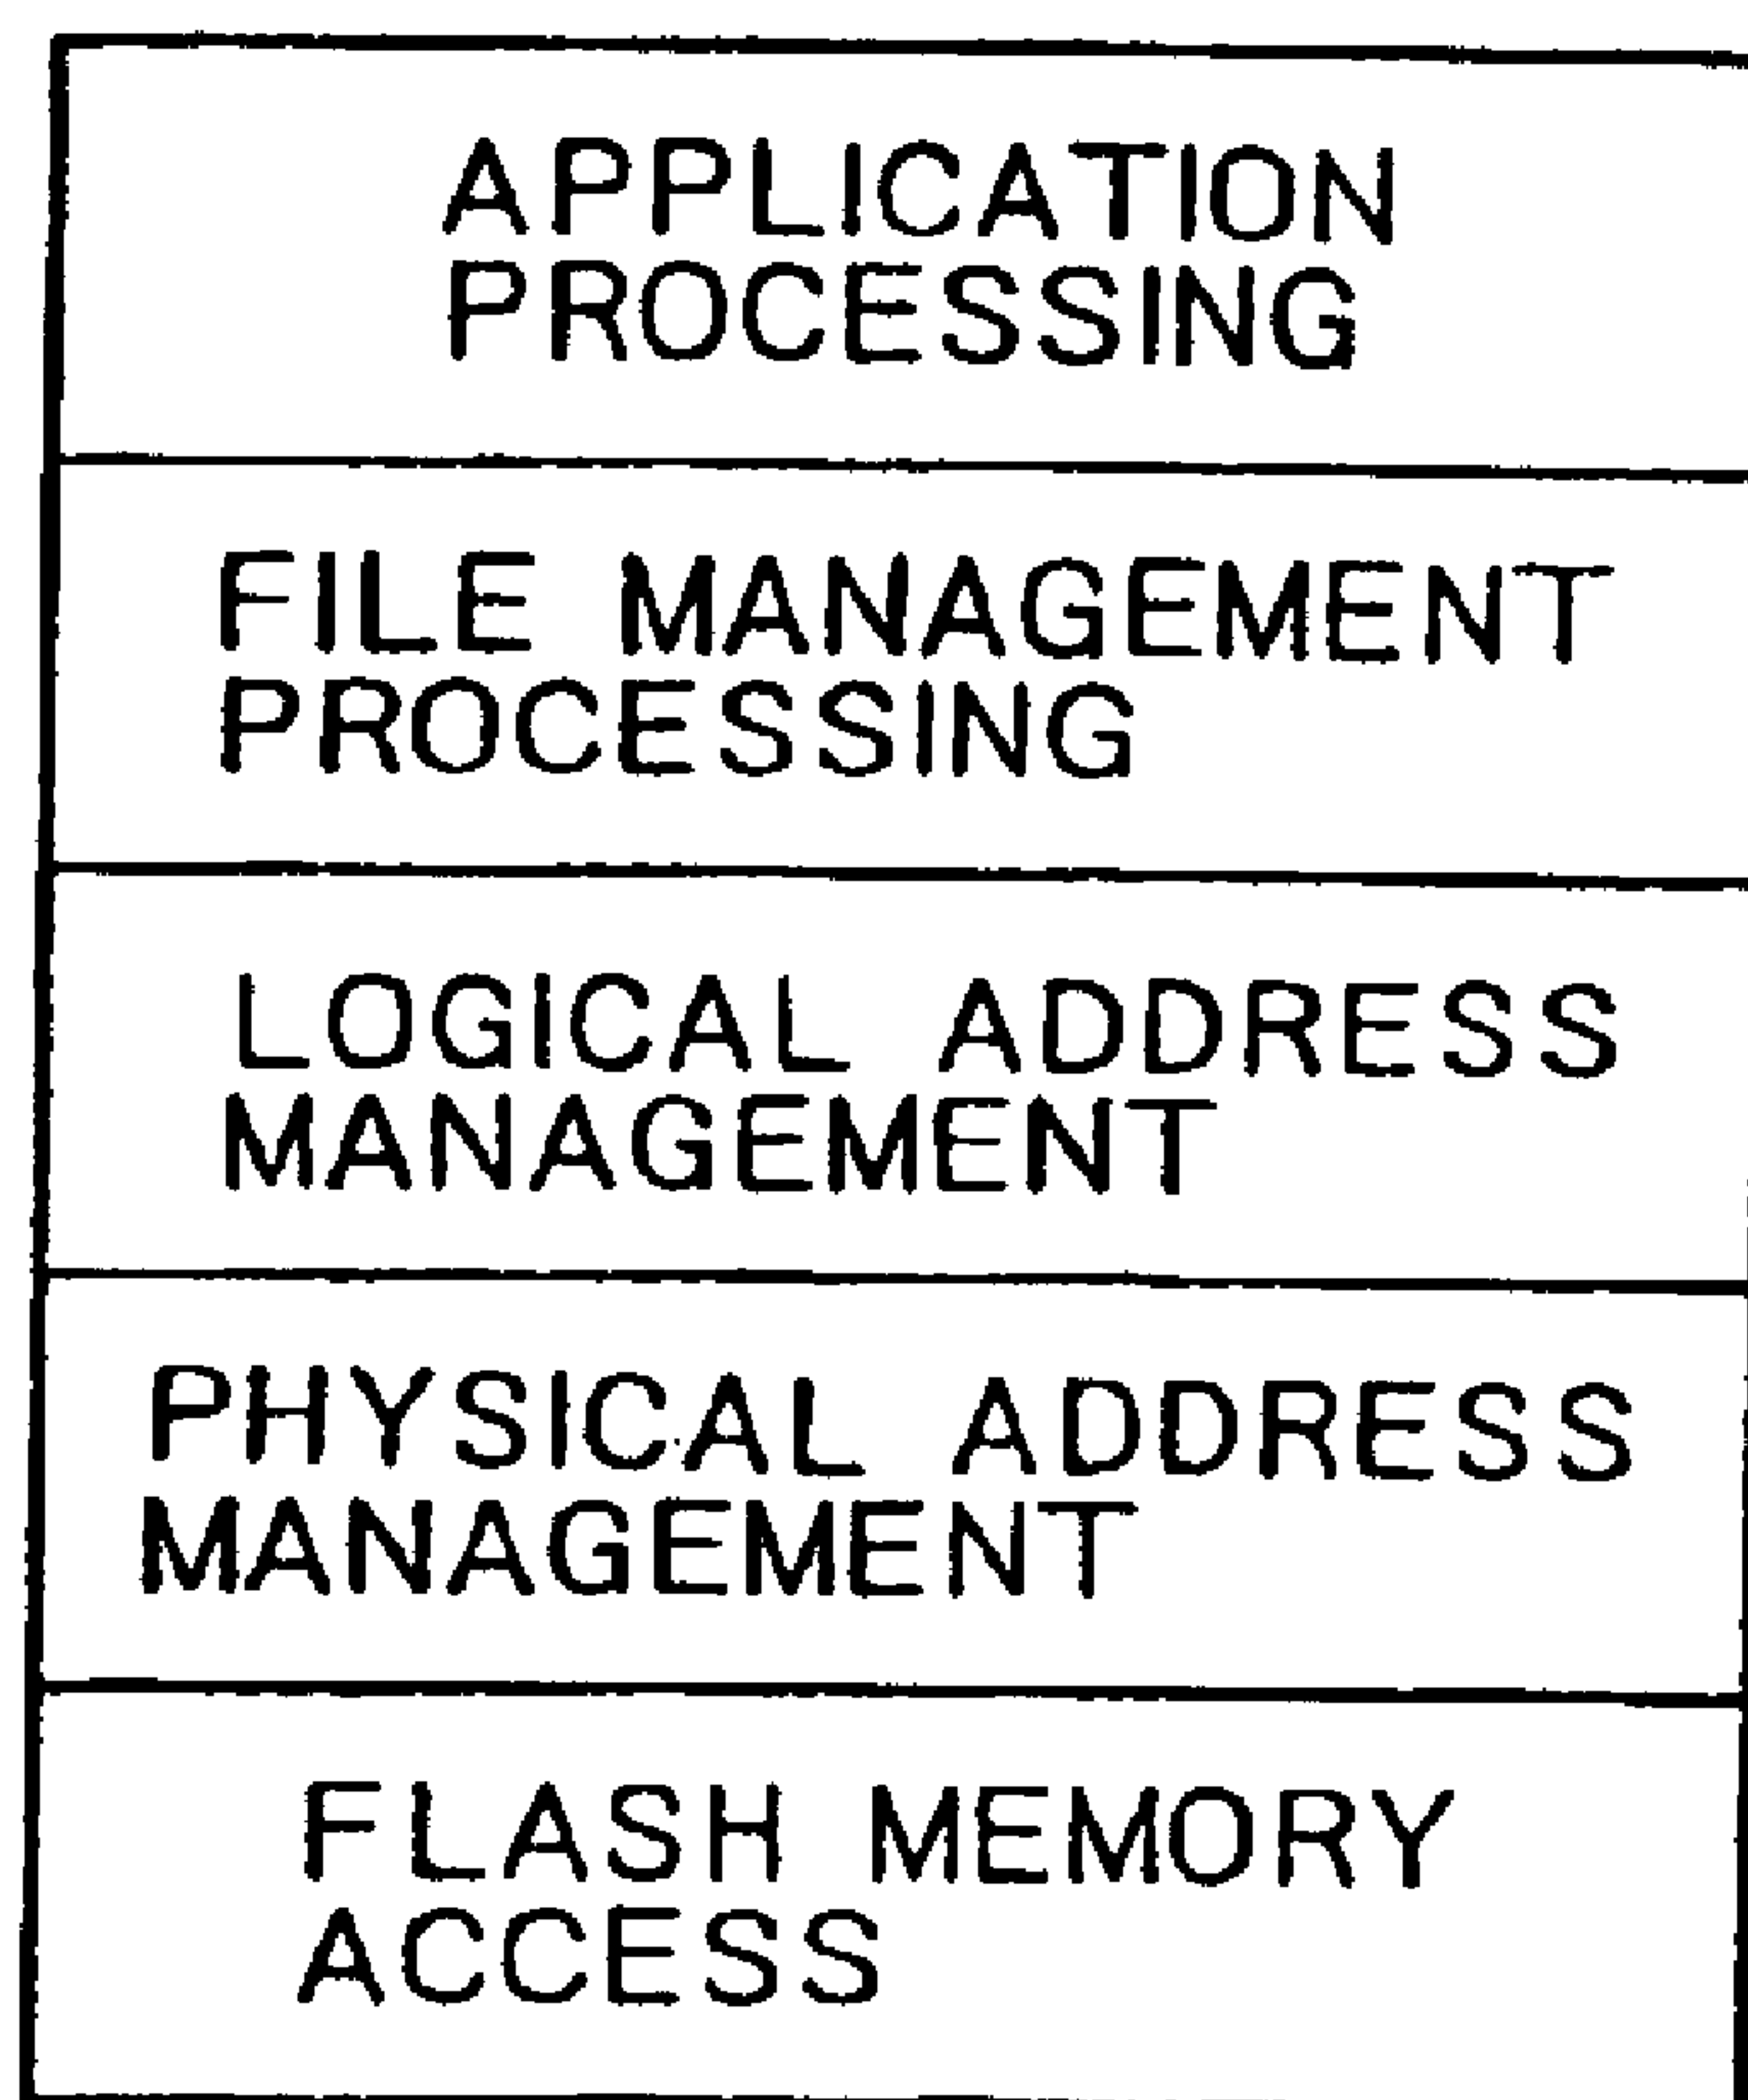 APPLICATION
PROCESSING
FILE MANAGEMENT
PROCESSING
LOGICAL ADDRESS
MANAGEMENT
PHYSICAL ADDRESS
MANAGEMENT
FLASH MEMORY
ACCESS